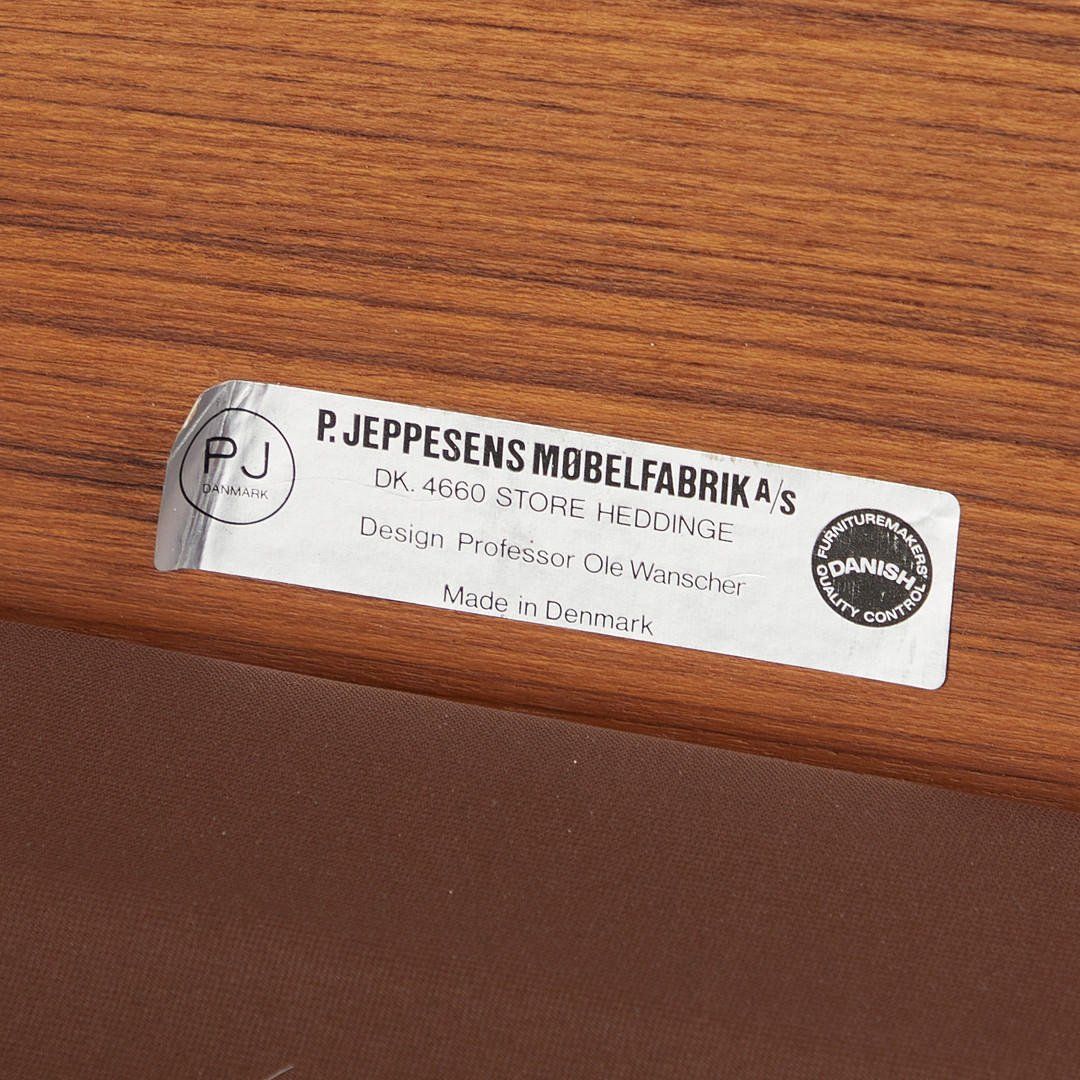 PJ
DANMARK
P. JEPPESENS MØBELFABRIK A/S
DK. 4660 STORE HEDDINGE
Design Professor Ole Wanscher
Made in Denmark
FURNITUREMAKERS'
DANISH
QUALITY CONTROL